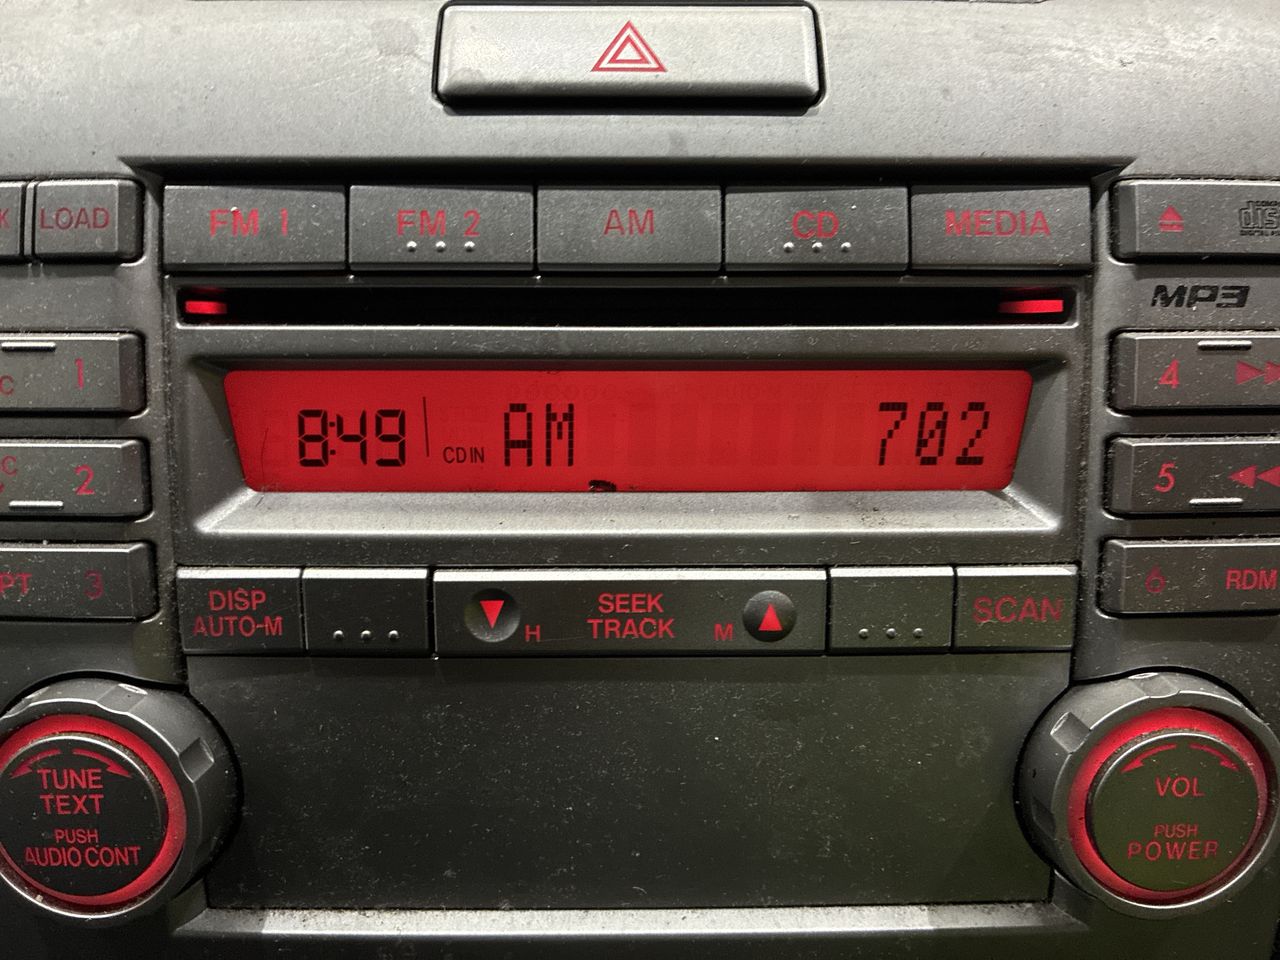 LOAD
FM 1
FM 2
AM
CD
MEDIA
MP3
1
4
8:49
CD IN
AM
702
2
5
3
6
RDM
DISP
AUTO-M
H
SEEK
TRACK
M
SCAN
TUNE
TEXT
PUSH
AUDIO CONT
VOL
PUSH
POWER